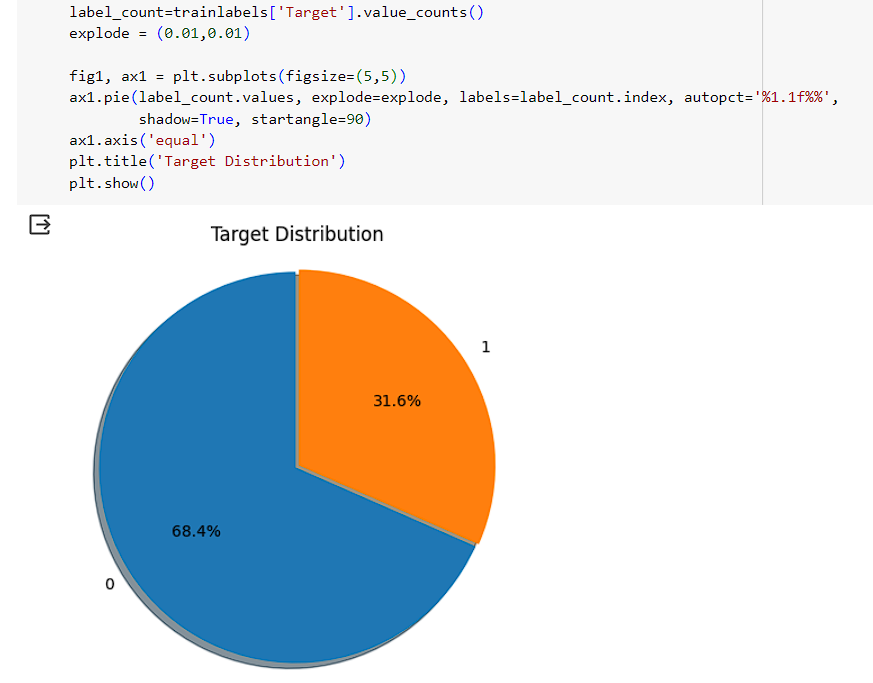 label_count=trainlabels['Target'].value_counts()
explode = (0.01,0.01)
fig1, ax1 = plt.subplots(figsize=(5,5))
ax1.pie(label_count.values, explode=explode, labels=label_count.index, autopct='%1.1f%%',
shadow=True, startangle=90)
ax1.axis('equal')
plt.title('Target Distribution')
plt.show()
Target Distribution
1
31.6%
68.4%
0